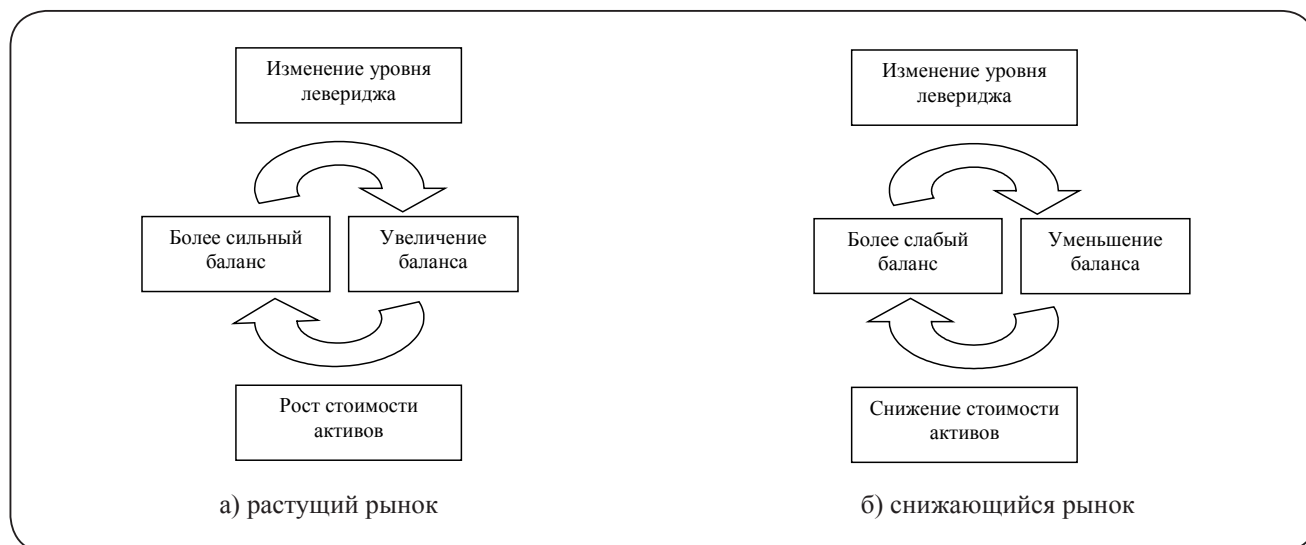 Изменение уровня
левериджа
Более сильный
баланс
Увеличение
баланса
Рост стоимости
активов
а) растущий рынок
Изменение уровня
левериджа
Более слабый
баланс
Уменьшение
баланса
Снижение стоимости
активов
б) снижающийся рынок